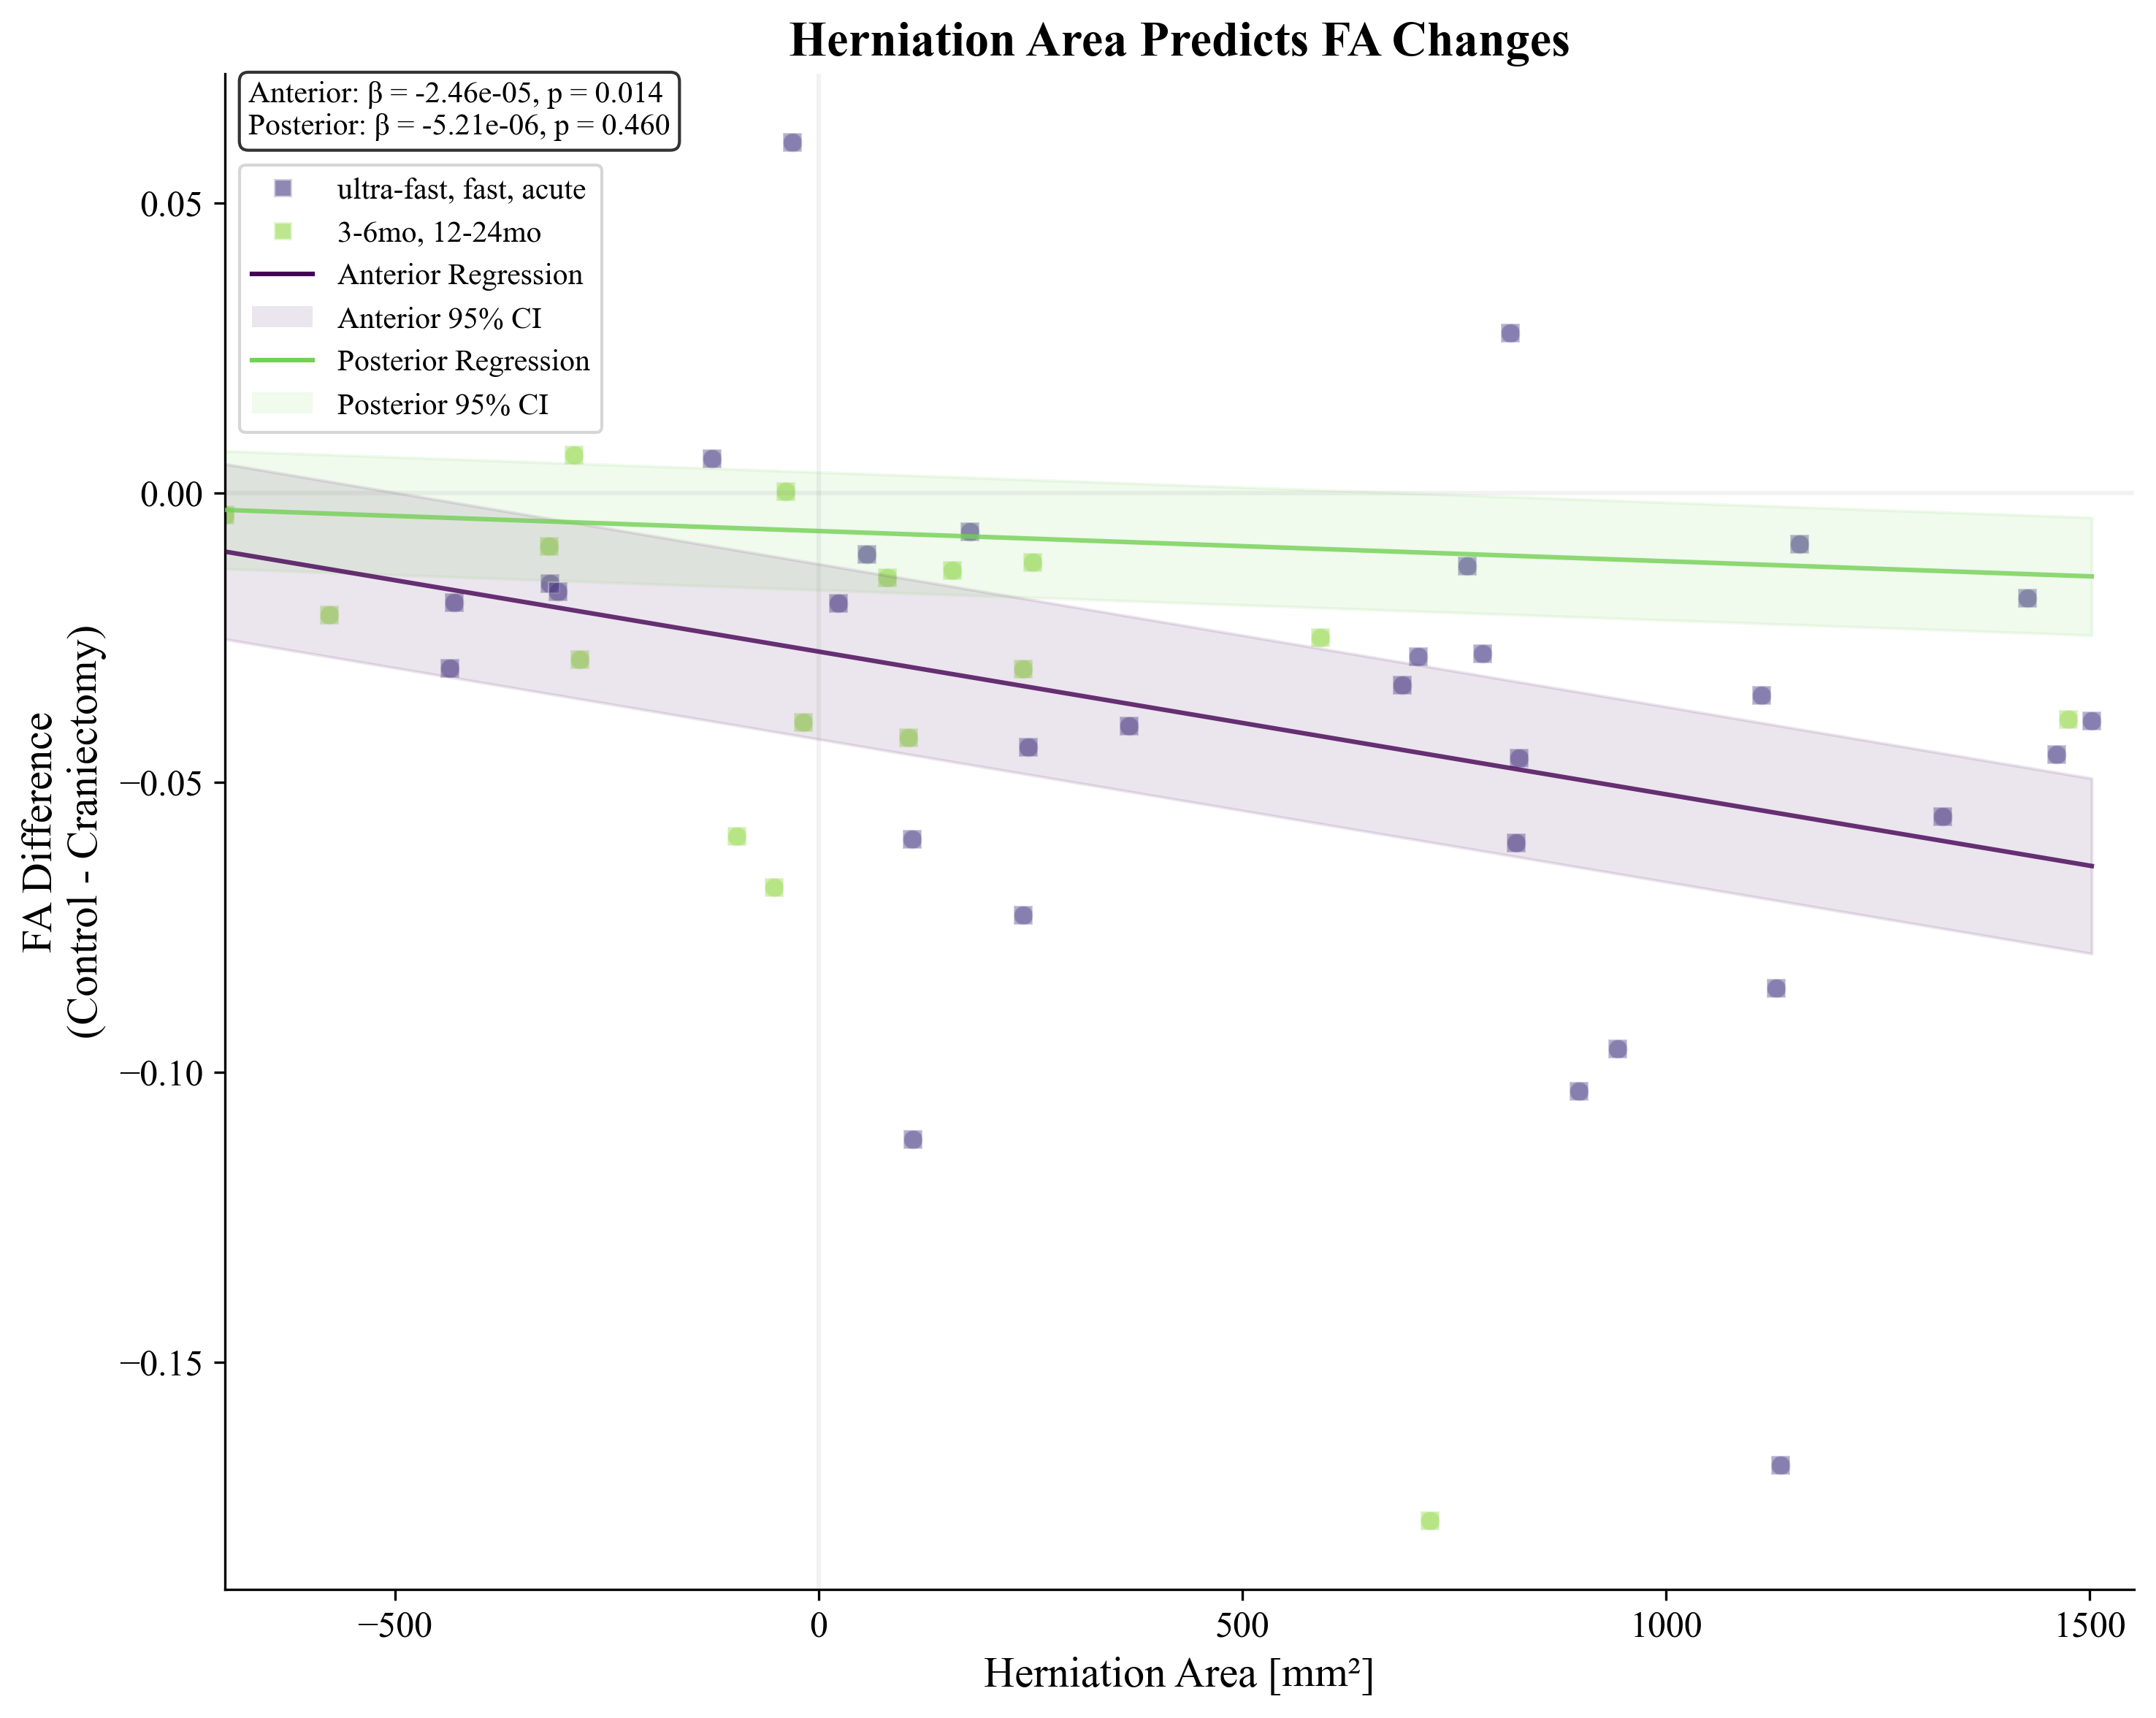 Herniation Area Predicts FA Changes
Anterior: β = -2.46e-05, p = 0.014
Posterior: β = -5.21e-06, p = 0.460
ultra-fast, fast, acute
3-6mo, 12-24mo
Anterior Regression
Anterior 95% CI
Posterior Regression
Posterior 95% CI
0.05
0.00
−0.05
−0.10
−0.15
FA Difference
(Control - Craniectomy)
−500
0
500
1000
1500
Herniation Area [mm²]